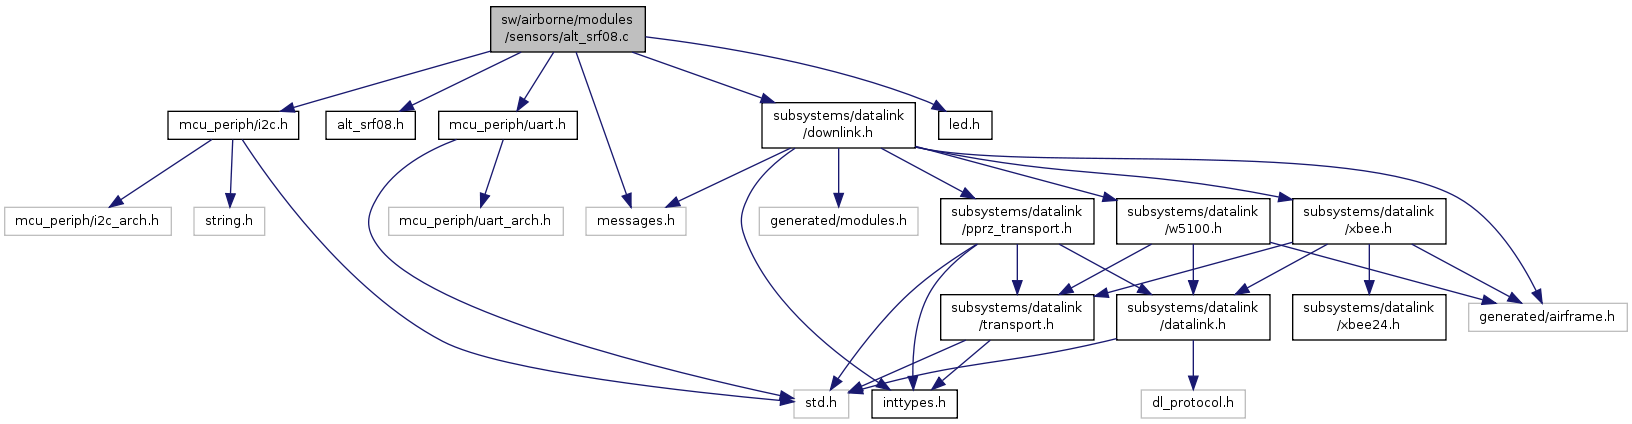 sw/airborne/modules
/sensors/alt_srf08.c
mcu_periph/i2c.h
alt_srf08.h
mcu_periph/uart.h
subsystems/datalink
/downlink.h
led.h
mcu_periph/i2c_arch.h
string.h
mcu_periph/uart_arch.h
messages.h
generated/modules.h
subsystems/datalink
/pprz_transport.h
subsystems/datalink
/w5100.h
subsystems/datalink
/xbee.h
subsystems/datalink
/transport.h
subsystems/datalink
/datalink.h
subsystems/datalink
/xbee24.h
generated/airframe.h
std.h
inttypes.h
dl_protocol.h